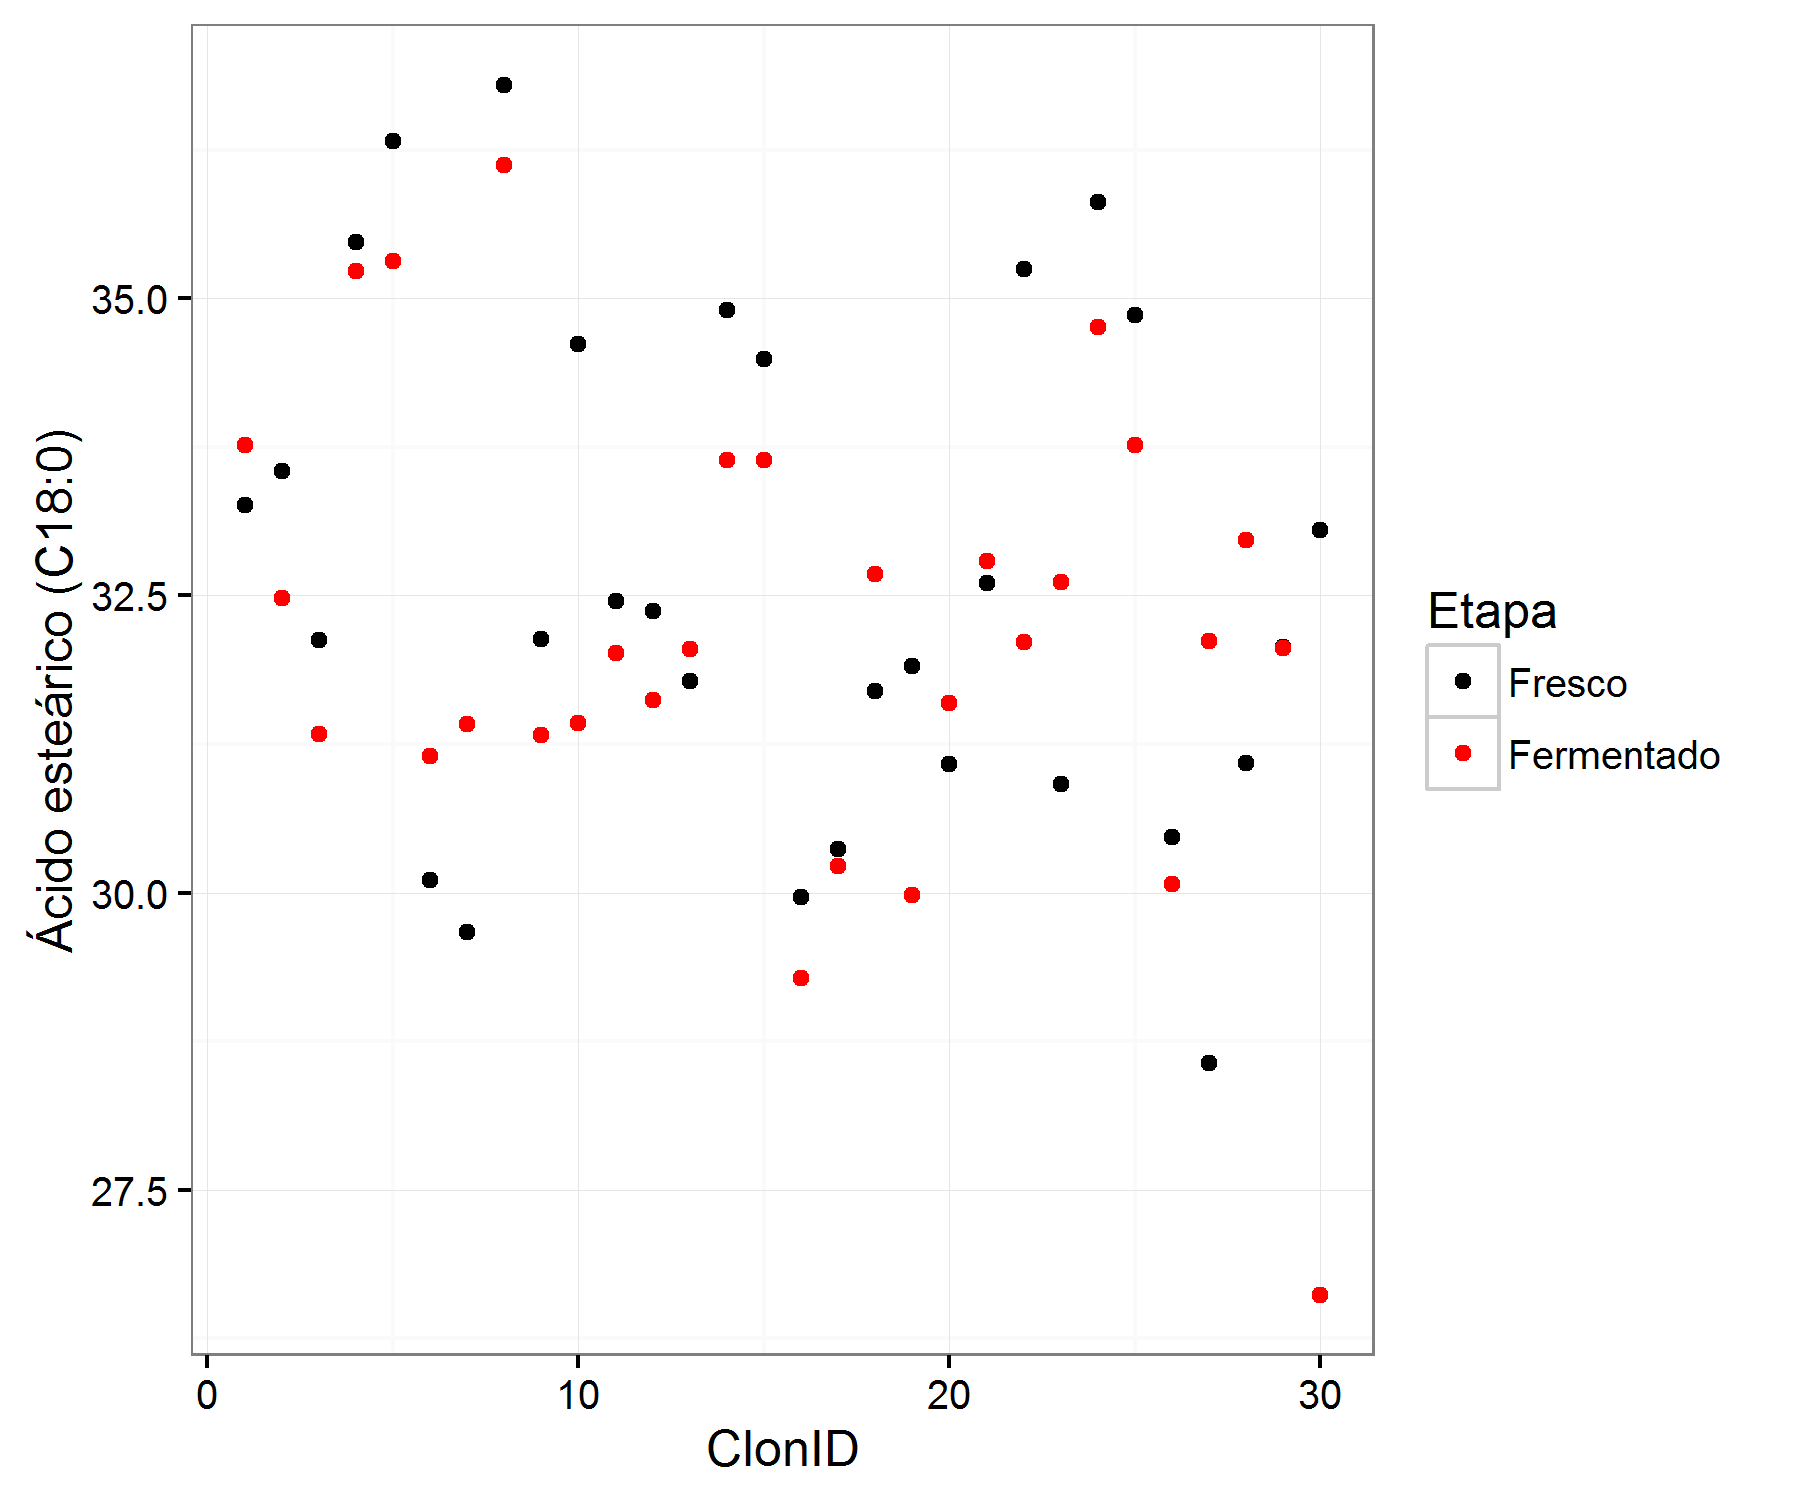 35.0
32.5
30.0
27.5
Ácido esteárico (C18:0)
0 10 20 30
ClonID
Etapa
Fresco
Fermentado